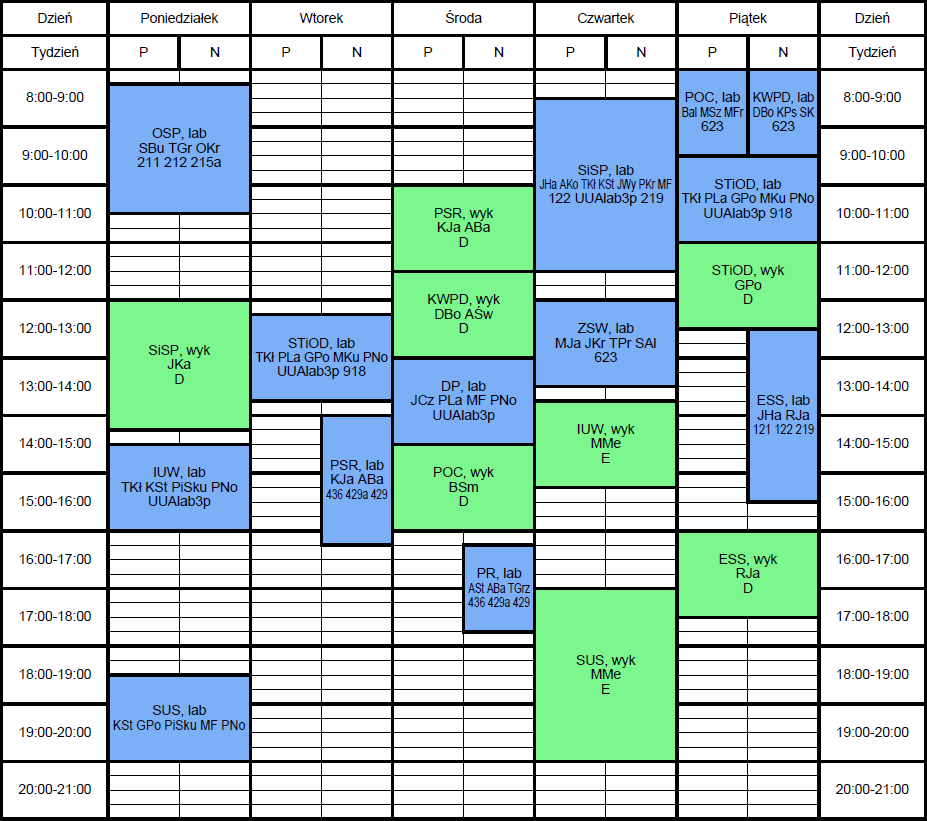 Dzień Poniedziałek Wtorek Środa Czwartek Piątek Dzień
Tydzień P N P N P N P N P N Tydzień
8:00-9:00
9:00-10:00
10:00-11:00
11:00-12:00
12:00-13:00
13:00-14:00
14:00-15:00
15:00-16:00
16:00-17:00
17:00-18:00
18:00-19:00
19:00-20:00
20:00-21:00
OSP, lab
SBu TGr OKr
211 212 215a
SiSP, wyk
JKa
D
IUW, lab
TKł KSt PiSku PNo
UUAlab3p
SUS, lab
KSt GPo PiSku MF PNo
STiOD, lab
TKł PLa GPo MKu PNo
UUAlab3p 918
PSR, lab
KJa ABa
436 429a 429
PSR, wyk
KJa ABa
D
KWPD, wyk
DBo AŚw
D
DP, lab
JCz PLa MF PNo
UUAlab3p
POC, wyk
BSm
D
PR, lab
ASt ABa TGrz
436 429a 429
SiSP, lab
JHa AKo TKł KSt JWy PKr MF
122 UUAlab3p 219
ZSW, lab
MJa JKr TPr SAl
623
IUW, wyk
MMe
E
SUS, wyk
MMe
E
POC, lab
Bal MSz MFr
623
KWPD, lab
DBo KPs SK
623
STiOD, lab
TKł PLa GPo MKu PNo
UUAlab3p 918
STiOD, wyk
GPo
D
ESS, lab
JHa RJa
121 122 219
ESS, wyk
RJa
D
8:00-9:00
9:00-10:00
10:00-11:00
11:00-12:00
12:00-13:00
13:00-14:00
14:00-15:00
15:00-16:00
16:00-17:00
17:00-18:00
18:00-19:00
19:00-20:00
20:00-21:00